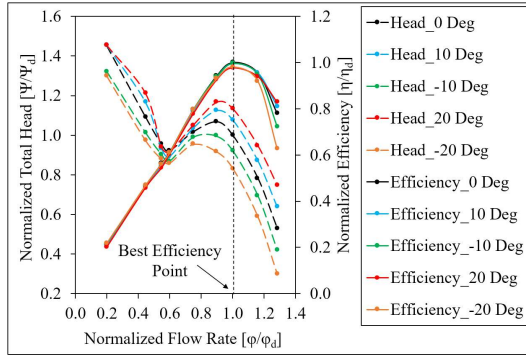 Normalized Total Head [Ψ/Ψd]
1.6
1.4
1.2
1.0
0.8
0.6
0.4
0.2
0.0 0.2 0.4 0.6 0.8 1.0 1.2 1.4
Normalized Flow Rate [φ/φd]
Best Efficiency
Point
1.2
1.0
0.8
0.6
0.4
0.2
0.0
Normalized Efficiency [η/ηd]
Head_0 Deg
Head_10 Deg
Head_-10 Deg
Head_20 Deg
Head_-20 Deg
Efficiency_0 Deg
Efficiency_10 Deg
Efficiency_-10 Deg
Efficiency_20 Deg
Efficiency_-20 Deg